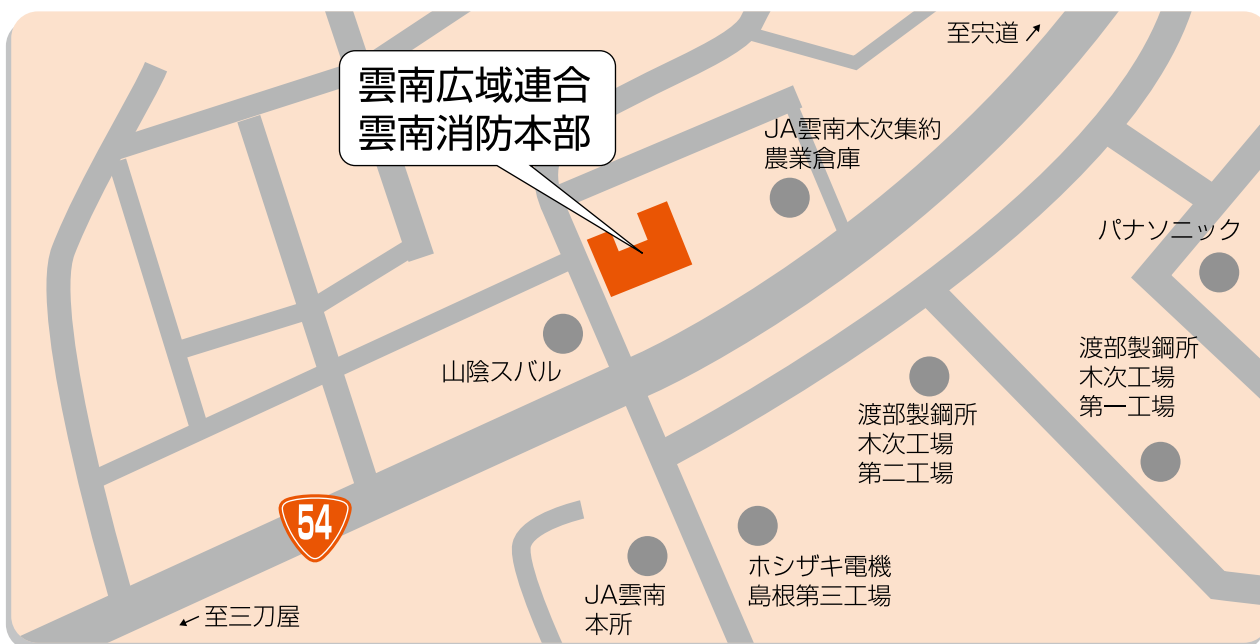 至宍道
雲南広域連合
雲南消防本部
JA雲南木次集約
農業倉庫
パナソニック
山陰スバル
渡部製鋼所
木次工場
第一工場
渡部製鋼所
木次工場
第二工場
54
ホシザキ電機
島根第三工場
JA雲南
本所
至三刀屋